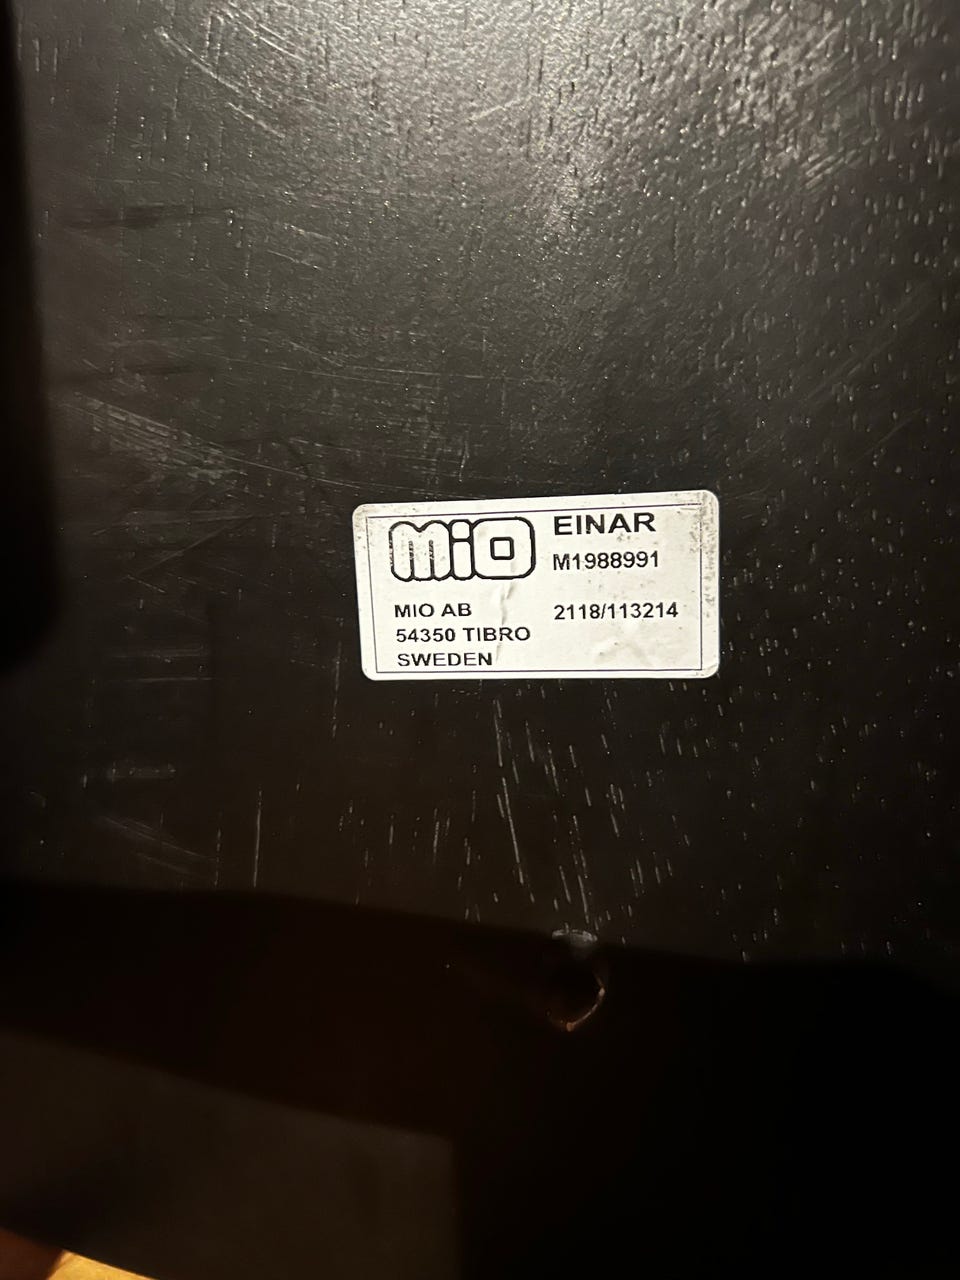 mio
EINAR
M1988991
MIO AB
2118/113214
54350 TIBRO
SWEDEN